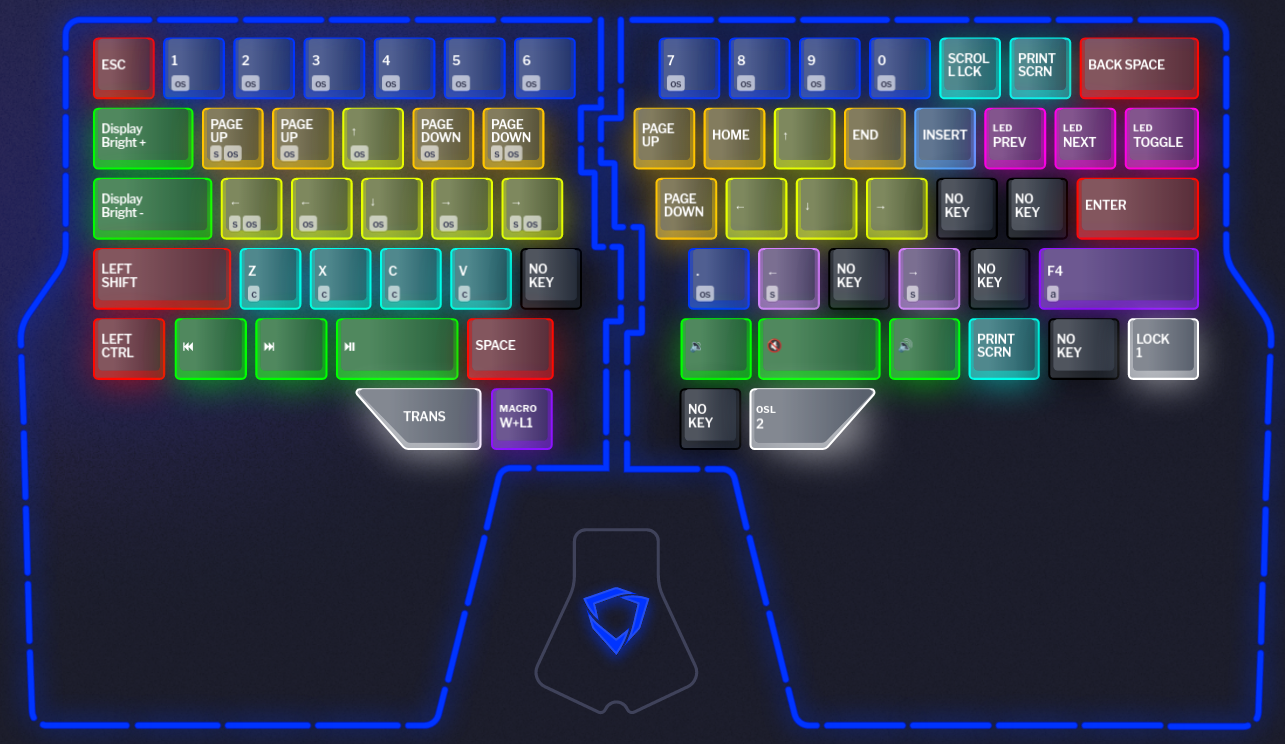 ESC
1
os
2
os
3
os
4
os
5
os
6
os
7
os
8
os
9
os
0
os
SCROL
L LCK
PRINT
SCRN
BACK SPACE
Display
Bright +
PAGE
UP
s os
PAGE
UP
os
↑
os
PAGE
DOWN
os
PAGE
DOWN
s os
PAGE
UP
HOME
↑
END
INSERT
LED
PREV
LED
NEXT
LED
TOGGLE
Display
Bright -
←
s os
←
os
↓
os
→
os
→
s os
PAGE
DOWN
←
↓
→
NO
KEY
NO
KEY
ENTER
LEFT
SHIFT
Z
c
X
c
C
c
V
c
NO
KEY
.
os
←
s
NO
KEY
→
s
NO
KEY
F4
a
LEFT
CTRL
SPACE
PRINT
SCRN
NO
KEY
LOCK
1
TRANS
MACRO
W+L1
NO
KEY
OSL
2